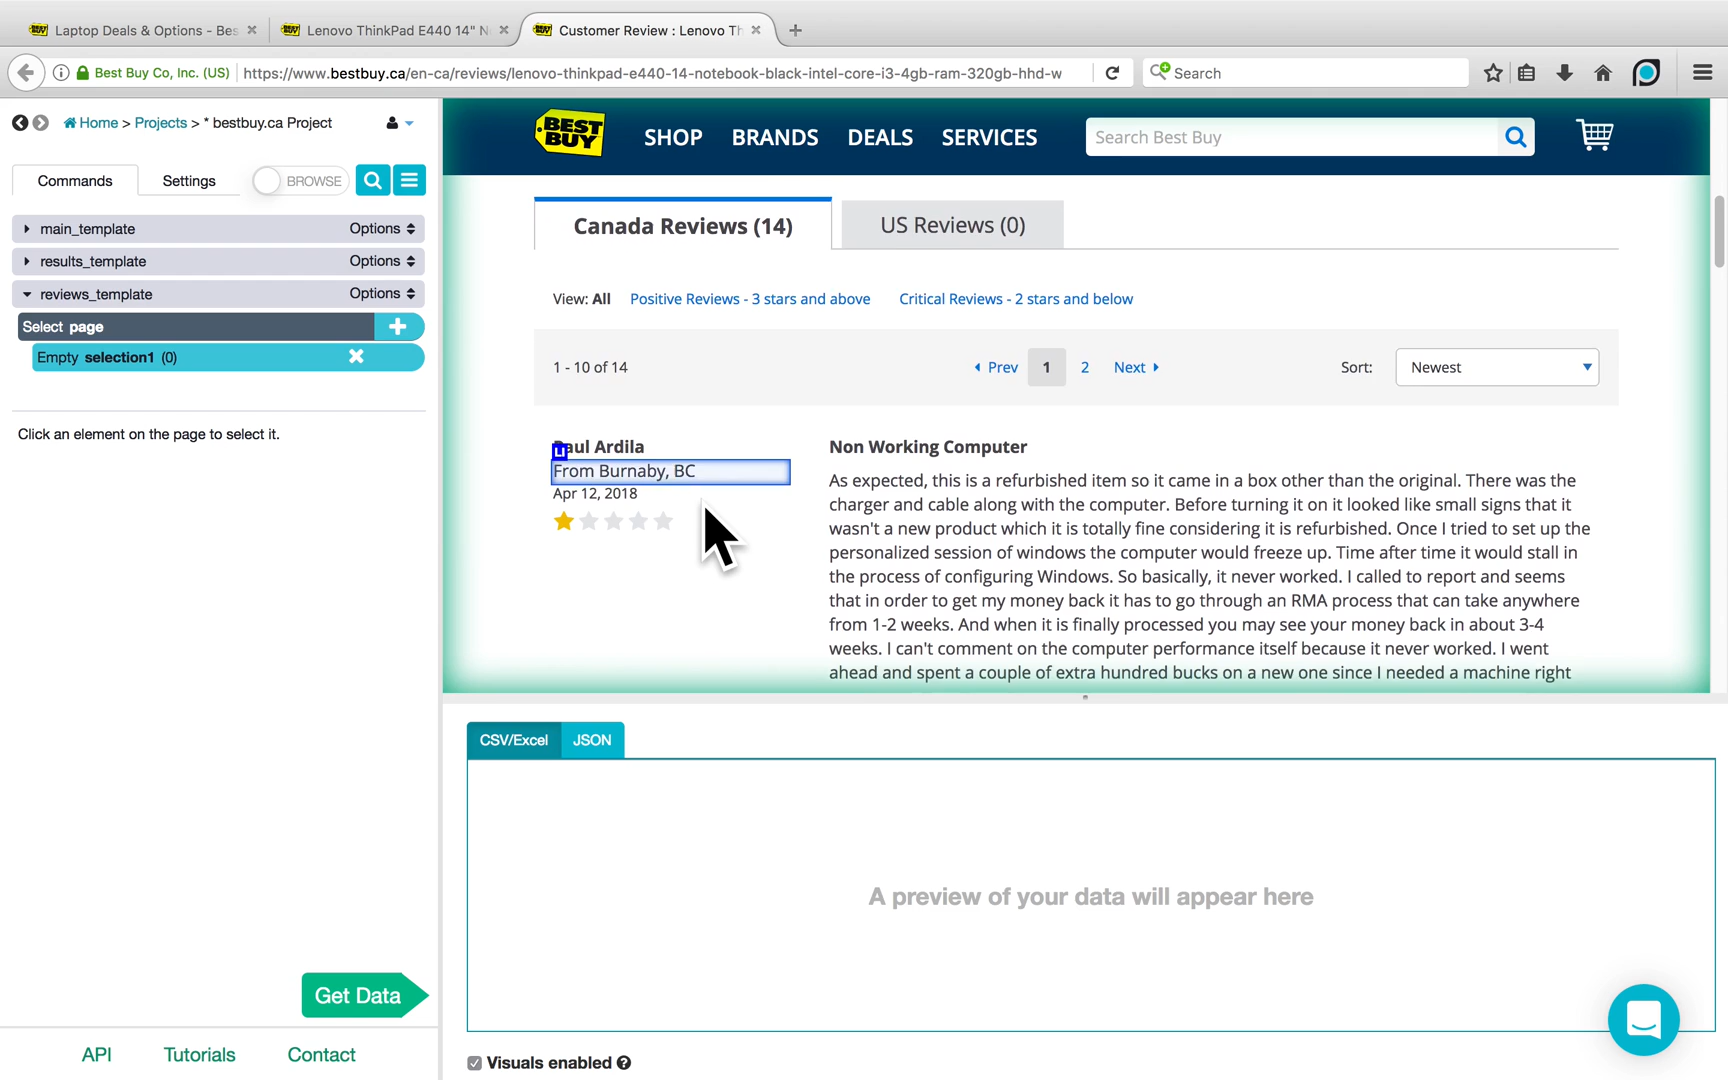 BEST BUY Laptop Deals & Options - Bes
BEST BUY Lenovo ThinkPad E440 14" N
BEST BUY Customer Review : Lenovo Th
Best Buy Co, Inc. (US)
https://www.bestbuy.ca/en-ca/reviews/lenovo-thinkpad-e440-14-notebook-black-intel-core-i3-4gb-ram-320gb-hhd-w
Search
Home > Projects > * bestbuy.ca Project
Commands
Settings
BROWSE
main_template Options
results_template Options
reviews_template Options
Select page
Empty selection1 (0)
Click an element on the page to select it.
Get Data
API
Tutorials
Contact
BEST BUY
SHOP
BRANDS
DEALS
SERVICES
Search Best Buy
Canada Reviews (14)
US Reviews (0)
View: All
Positive Reviews - 3 stars and above
Critical Reviews - 2 stars and below
1 - 10 of 14
Prev 1 2 Next
Sort:
Newest
Paul Ardila
LI
From Burnaby, BC
Apr 12, 2018
Non Working Computer
As expected, this is a refurbished item so it came in a box other than the original. There was the
charger and cable along with the computer. Before turning it on it looked like small signs that it
wasn't a new product which it is totally fine considering it is refurbished. Once I tried to set up the
personalized session of windows the computer would freeze up. Time after time it would stall in
the process of configuring Windows. So basically, it never worked. I called to report and seems
that in order to get my money back it has to go through an RMA process that can take anywhere
from 1-2 weeks. And when it is finally processed you may see your money back in about 3-4
weeks. I can't comment on the computer performance itself because it never worked. I went
ahead and spent a couple of extra hundred bucks on a new one since I needed a machine right
CSV/Excel
JSON
A preview of your data will appear here
Visuals enabled